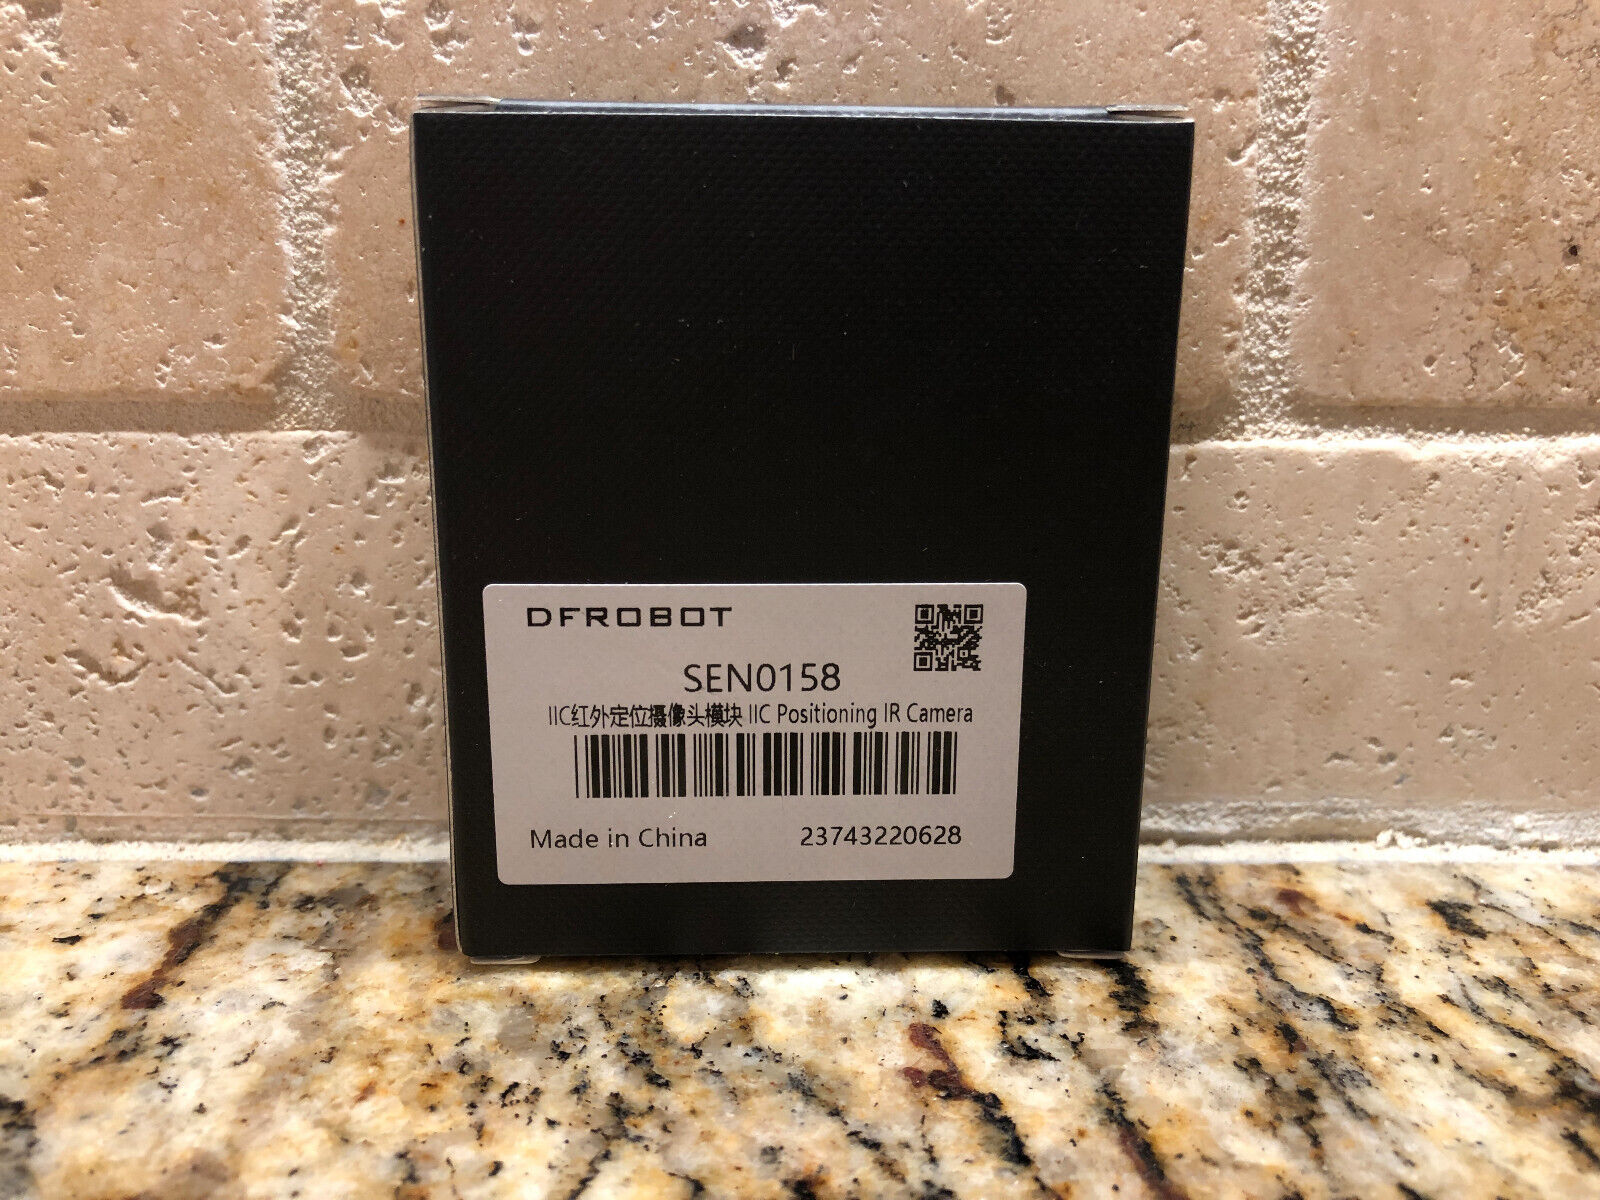 DFROBOT
SEN0158
IIC红外定位摄像头模块 IIC Positioning IR Camera
Made in China 23743220628